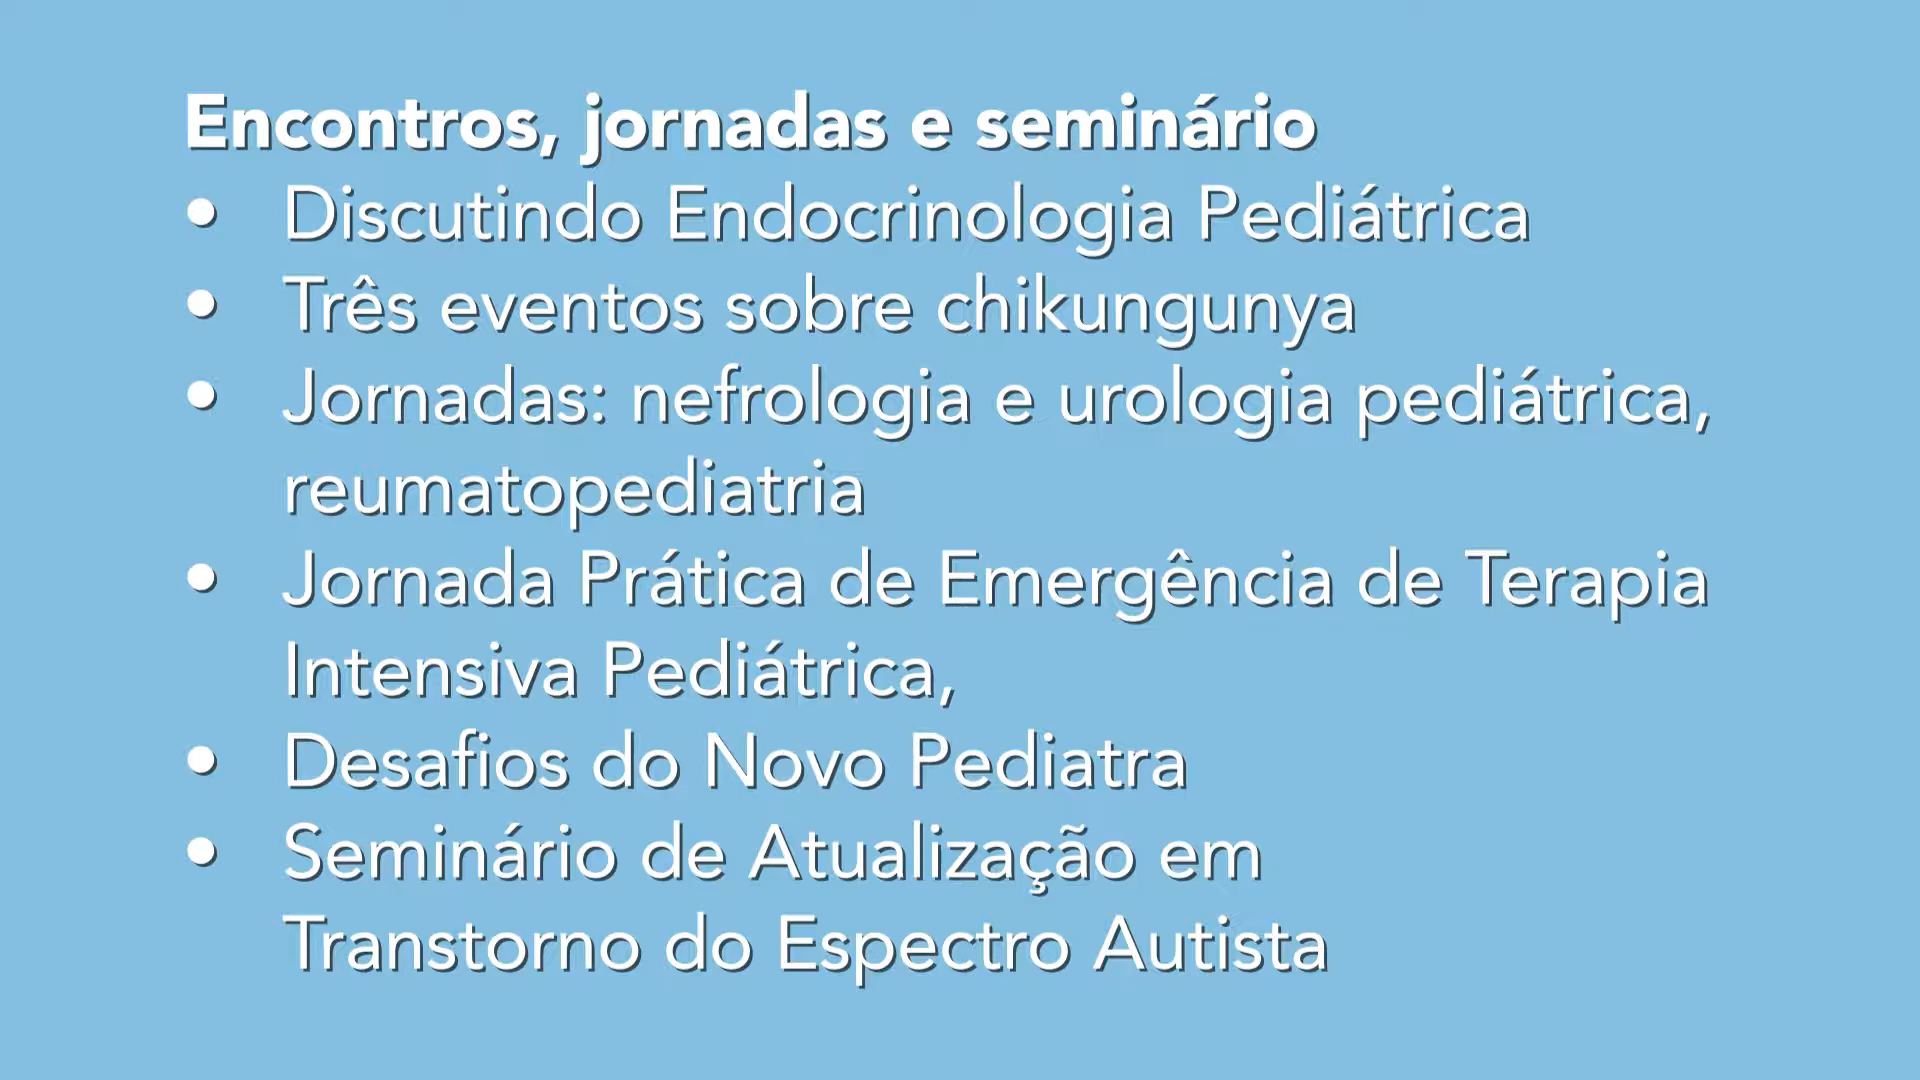 Encontros, jornadas e seminário
• Discutindo Endocrinologia Pediátrica
• Três eventos sobre chikungunya
• Jornadas: nefrologia e urologia pediátrica,
reumatopediatria
• Jornada Prática de Emergência de Terapia
Intensiva Pediátrica,
• Desafios do Novo Pediatra
• Seminário de Atualização em
Transtorno do Espectro Autista